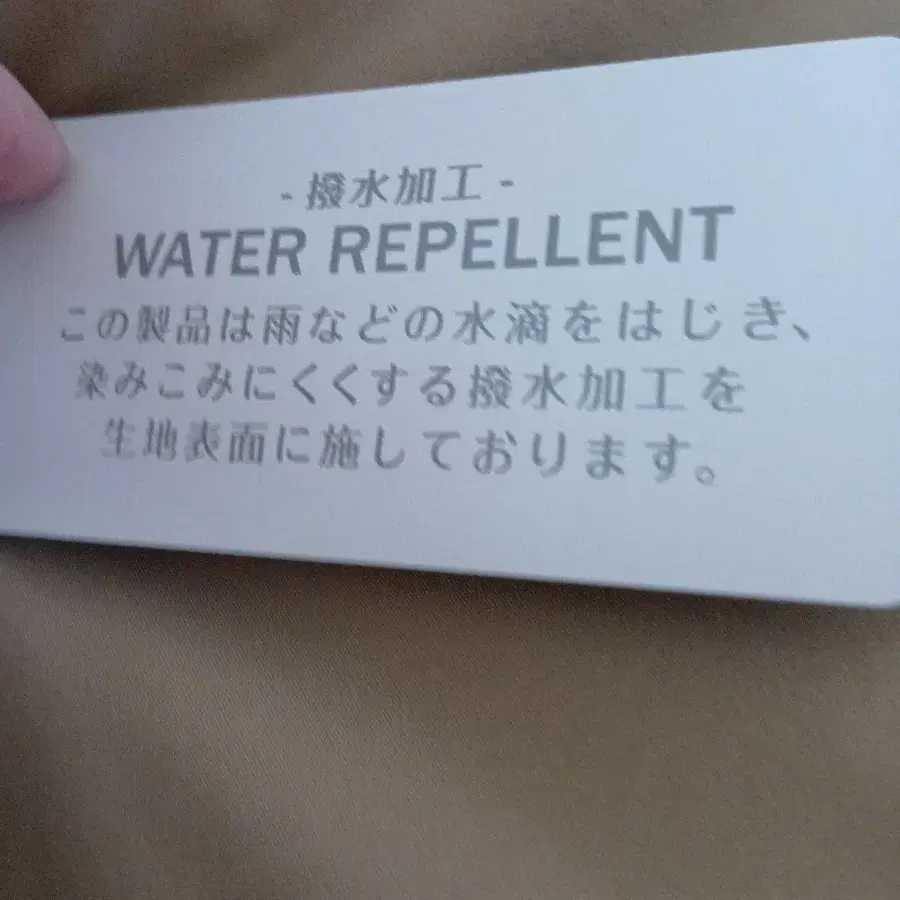 - 撥水加工 -
WATER REPELLENT
この製品は雨などの水滴をはじき、
染みこみにくくする撥水加工を
生地表面に施しております。